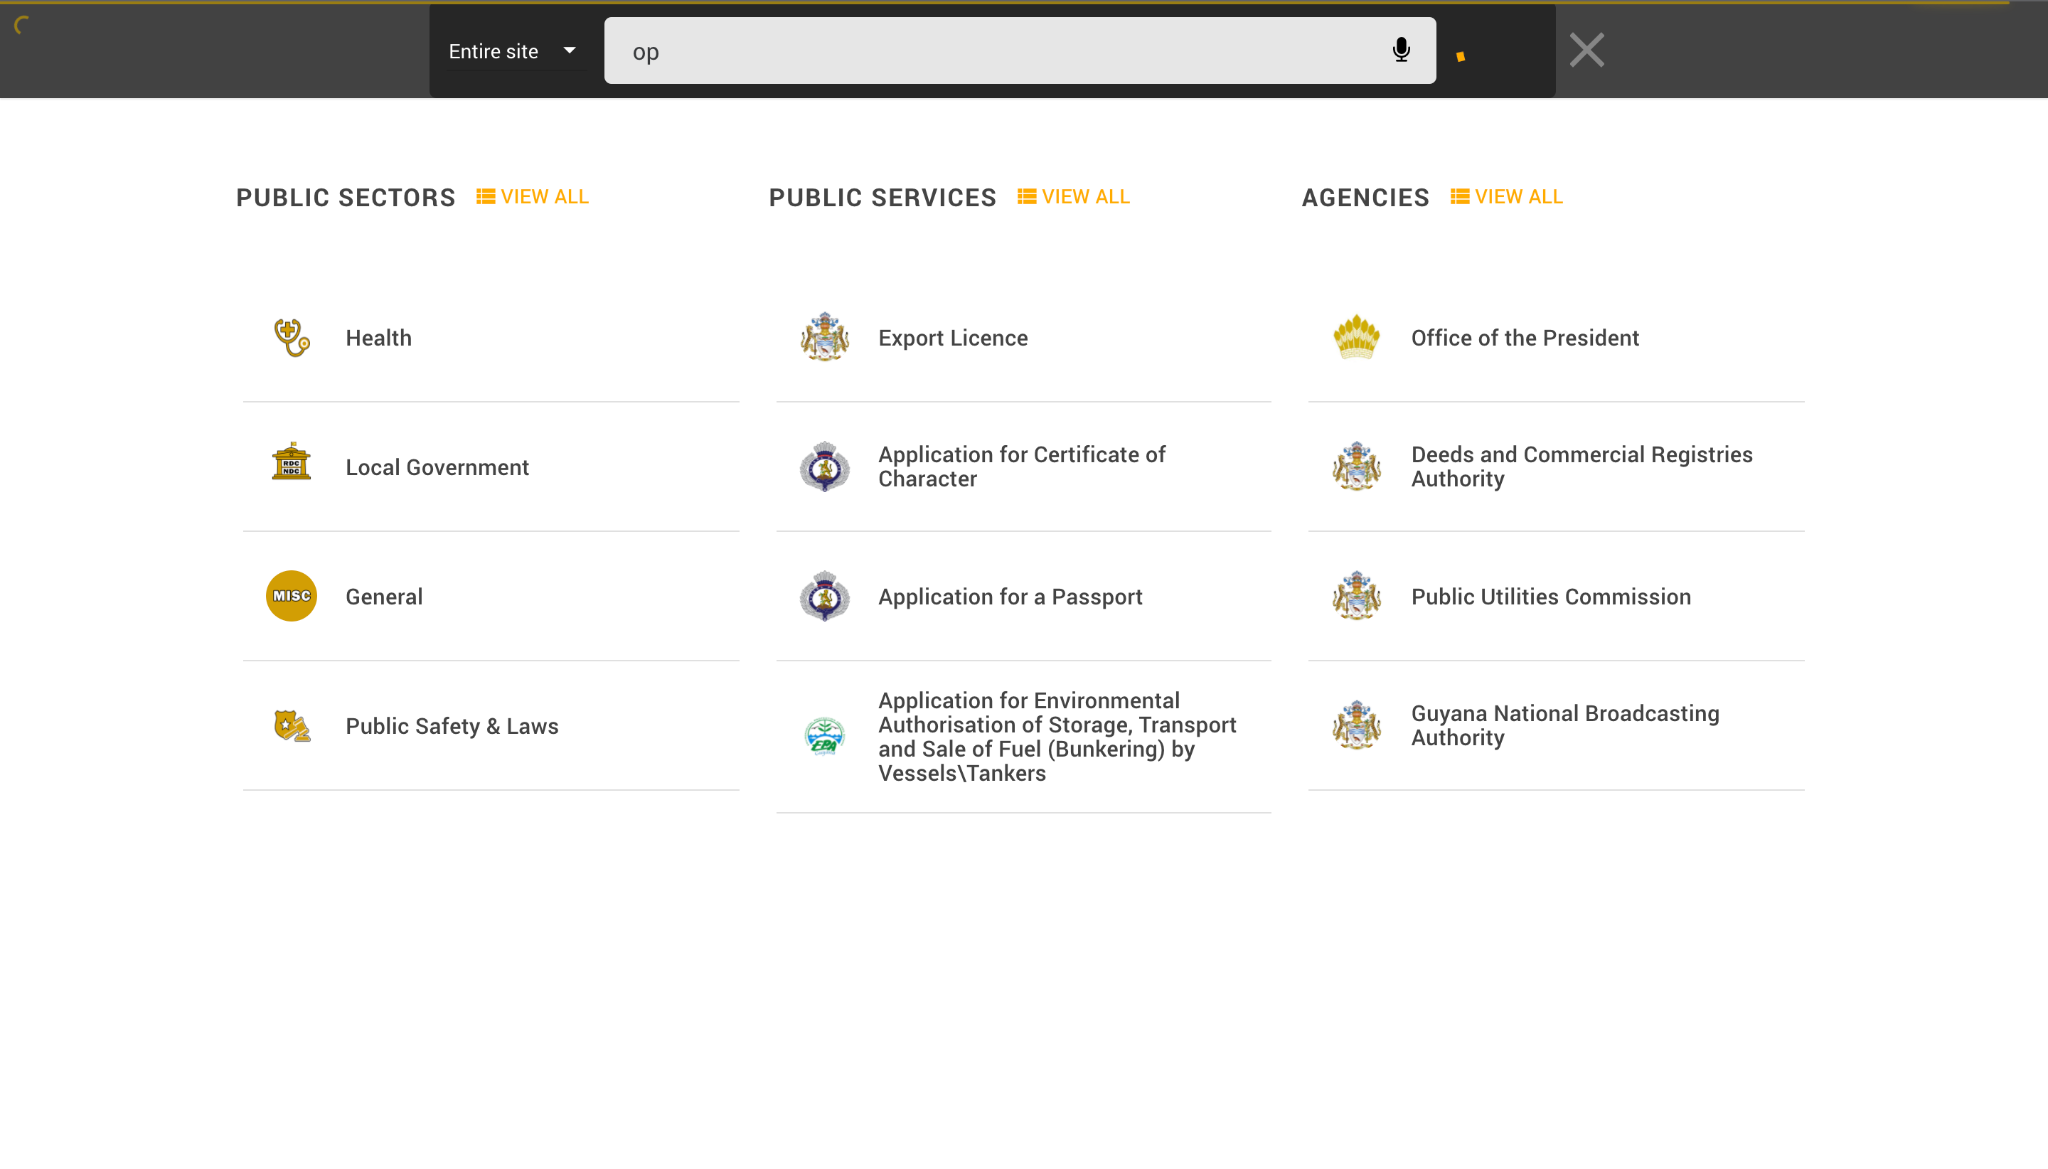 Entire site
op
PUBLIC SECTORS VIEW ALL
Health
RDC
NDC
Local Government
MISC
General
Public Safety & Laws
PUBLIC SERVICES VIEW ALL
Export Licence
Application for Certificate of
Character
Application for a Passport
EPA
Application for Environmental
Authorisation of Storage, Transport
and Sale of Fuel (Bunkering) by
Vessels\Tankers
AGENCIES VIEW ALL
Office of the President
Deeds and Commercial Registries
Authority
Public Utilities Commission
Guyana National Broadcasting
Authority